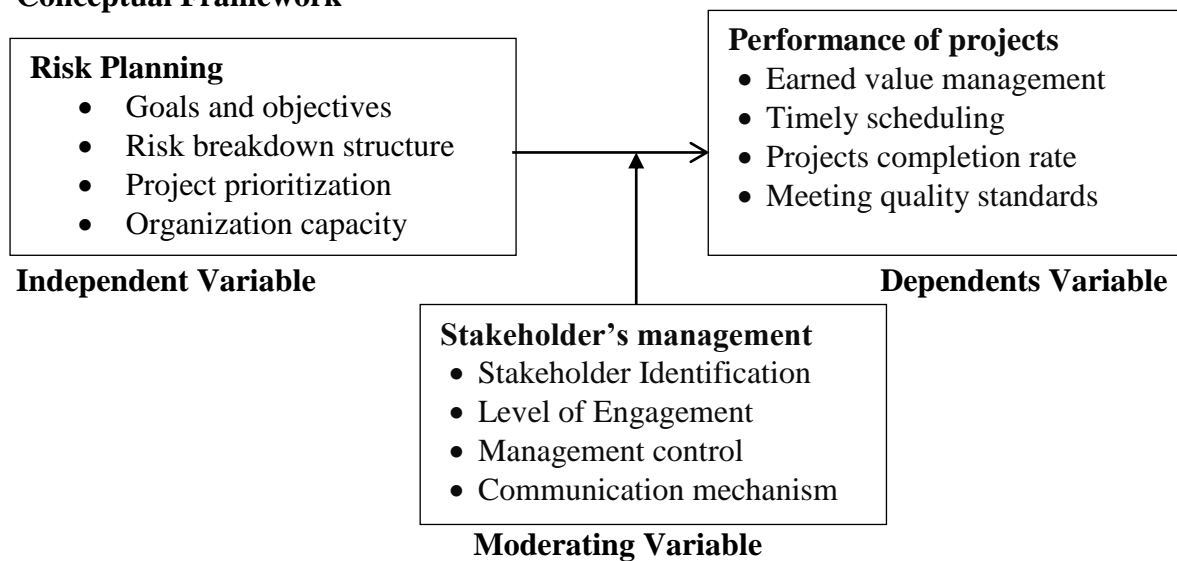 Conceptual Framework
Risk Planning
• Goals and objectives
• Risk breakdown structure
• Project prioritization
• Organization capacity
Independent Variable
Performance of projects
• Earned value management
• Timely scheduling
• Projects completion rate
• Meeting quality standards
Dependents Variable
Stakeholder’s management
• Stakeholder Identification
• Level of Engagement
• Management control
• Communication mechanism
Moderating Variable